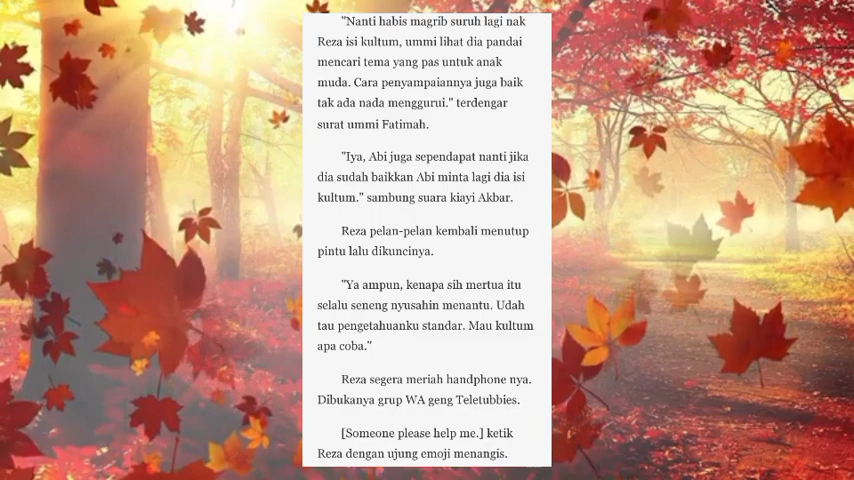 "Nanti habis magrib suruh lagi nak
Reza isi kultum, ummi lihat dia pandai
mencari tema yang pas untuk anak
muda. Cara penyampaiannya juga baik
tak ada nada menggurui." terdengar
surat ummi Fatimah.
"Iya, Abi juga sependapat nanti jika
dia sudah baikkan Abi minta lagi dia isi
kultum." sambung suara kiayi Akbar.
Reza pelan-pelan kembali menutup
pintu lalu dikuncinya.
"Ya ampun, kenapa sih mertua itu
selalu seneng nyusahin menantu. Udah
tau pengetahuanku standar. Mau kultum
apa coba."
Reza segera meriah handphone nya.
Dibukanya grup WA geng Teletubbies.
[Someone please help me.] ketik
Reza dengan ujung emoji menangis.